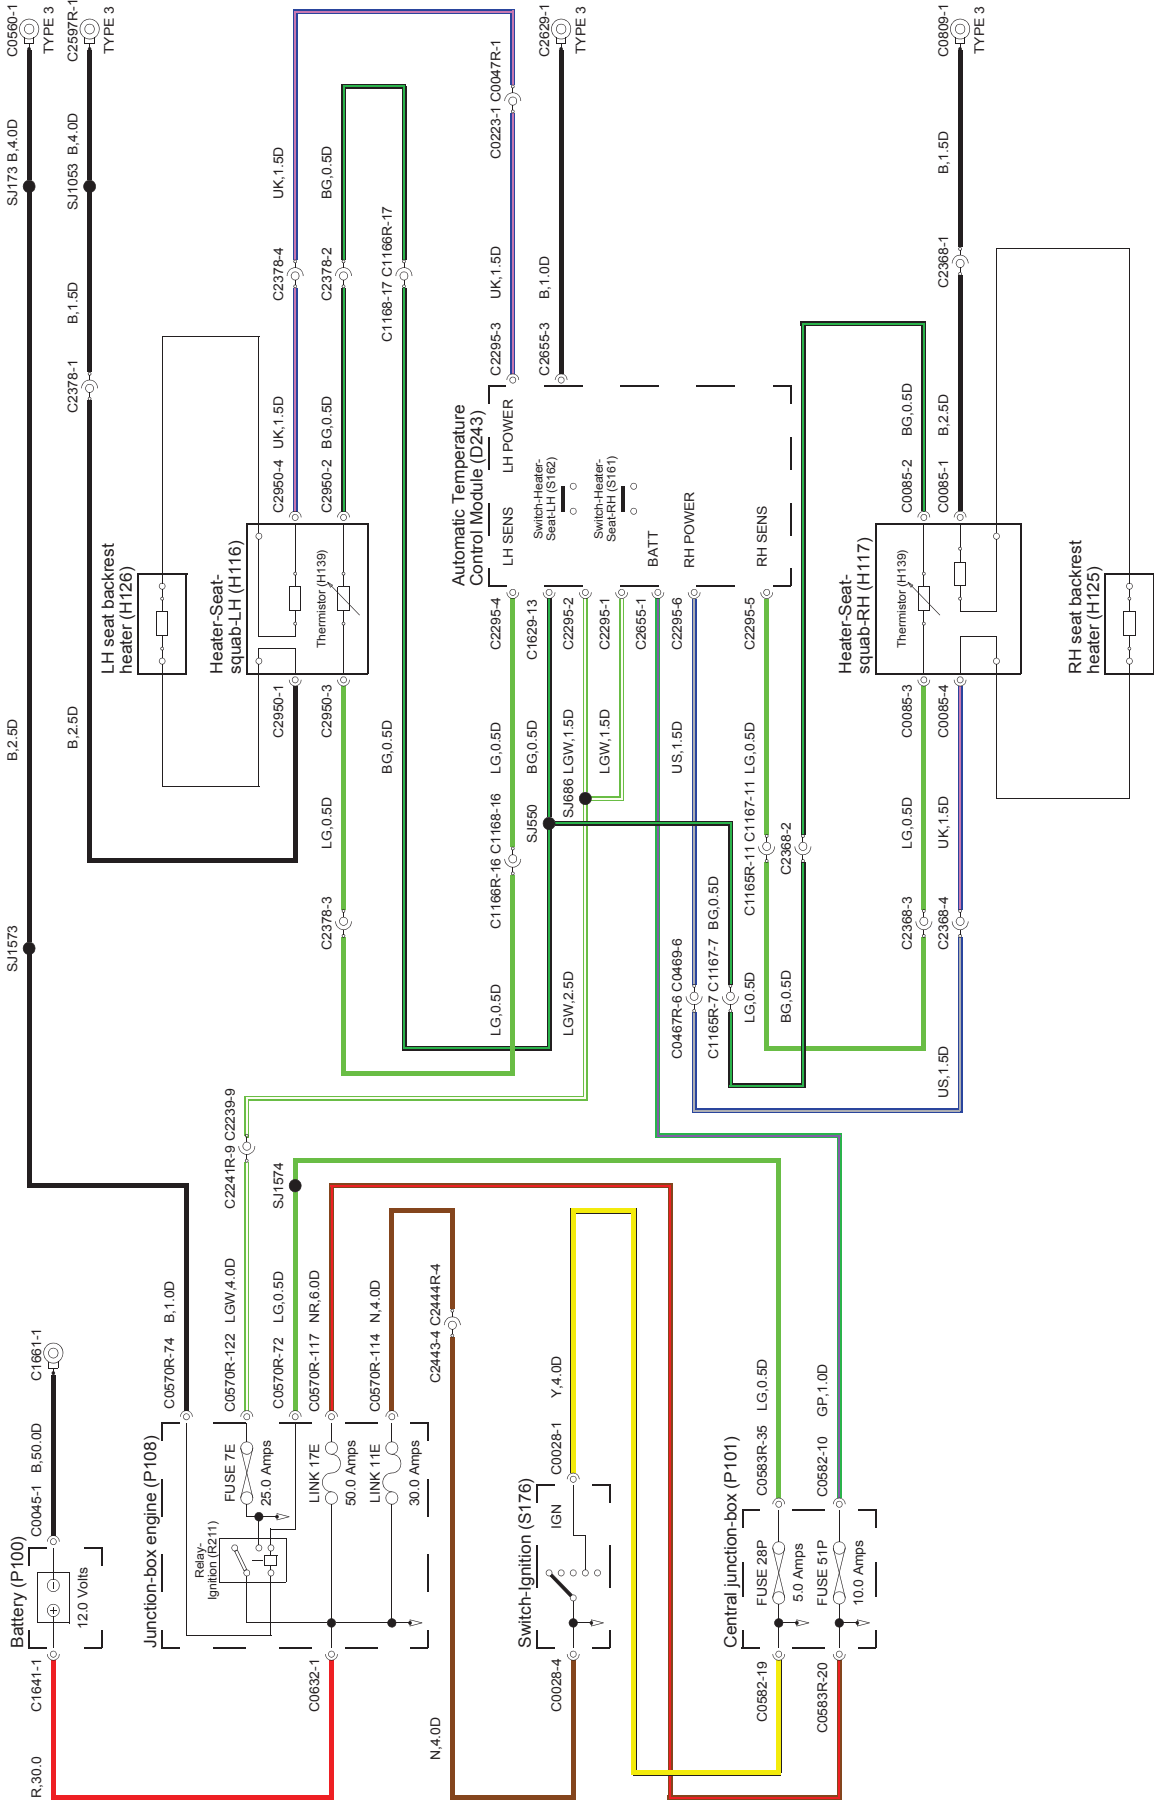 C0560-1
TYPE 3
B,4.0D
SJ173
B,2.5D
SJ1573
C2597R-1
TYPE 3
B,4.0D
SJ1053
B,1.5D
C2378-1
B,2.5D
LH seat backrest
heater (H126)
Heater-Seat-
squab-LH (H116)
Thermistor (H139)
C2950-1
C2950-3
C2950-4
UK,1.5D
C2950-2
BG,0.5D
C2378-4
UK,1.5D
C2378-2
BG,0.5D
C1168-17
C1166R-17
BG,0.5D
LG,0.5D
C2378-3
C0223-1
C0047R-1
UK,1.5D
C2295-3
C2629-1
TYPE 3
B,1.0D
C2655-3
Automatic Temperature
Control Module (D243)
LH SENS
LH POWER
Switch-Heater-
Seat-LH (S162)
Switch-Heater-
Seat-RH (S161)
BATT
RH POWER
RH SENS
C2295-4
C1629-13
C2295-2
C2295-1
C2655-1
C2295-6
C2295-5
LG,0.5D
BG,0.5D
LGW,1.5D
LGW,1.5D
US,1.5D
LG,0.5D
C1166R-16
C1168-16
SJ550
SJ686
LG,0.5D
LGW,2.5D
C0467R-6
C0469-6
C1165R-7
C1167-7
BG,0.5D
C1165R-11
C1167-11
LG,0.5D
C2368-2
BG,0.5D
C0809-1
TYPE 3
B,1.5D
C2368-1
B,2.5D
C0085-1
BG,0.5D
C0085-2
Heater-Seat-
squab-RH (H117)
Thermistor (H139)
C0085-3
C0085-4
LG,0.5D
UK,1.5D
C2368-3
C2368-4
US,1.5D
RH seat backrest
heater (H125)
C2241R-9
C2239-9
SJ1574
C1661-1
B,50.0D
C0045-1
Battery (P100)
12.0 Volts
C1641-1
R,30.0
Junction-box engine (P108)
C0570R-74
B,1.0D
C0570R-122
LGW,4.0D
C0570R-72
LG,0.5D
C0570R-117
NR,6.0D
C0570R-114
N,4.0D
FUSE 7E
25.0 Amps
LINK 17E
50.0 Amps
LINK 11E
30.0 Amps
Relay-
Ignition (R211)
C0632-1
C2443-4
C2444R-4
N,4.0D
Switch-Ignition (S176)
IGN
C0028-1
Y,4.0D
C0028-4
Central junction-box (P101)
FUSE 28P
5.0 Amps
FUSE 51P
10.0 Amps
C0583R-35
LG,0.5D
C0582-10
GP,1.0D
C0582-19
C0583R-20